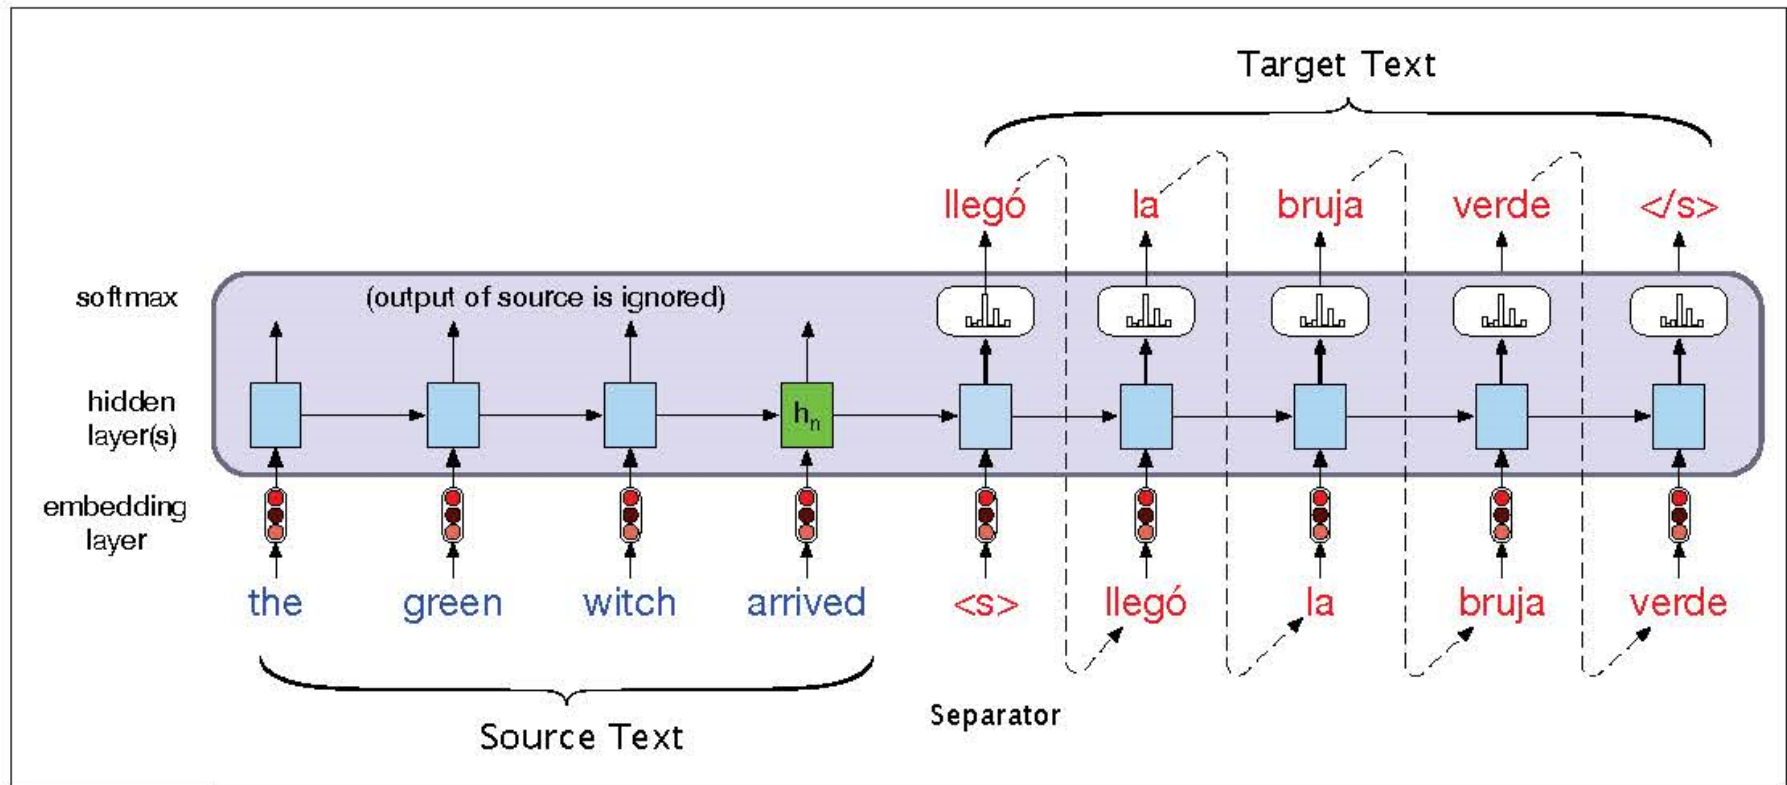 Target Text
llegó la bruja verde </s>
softmax (output of source is ignored)
hidden
layer(s)
hn
embedding
layer
the green witch arrived <s> llegó la bruja verde
Separator
Source Text